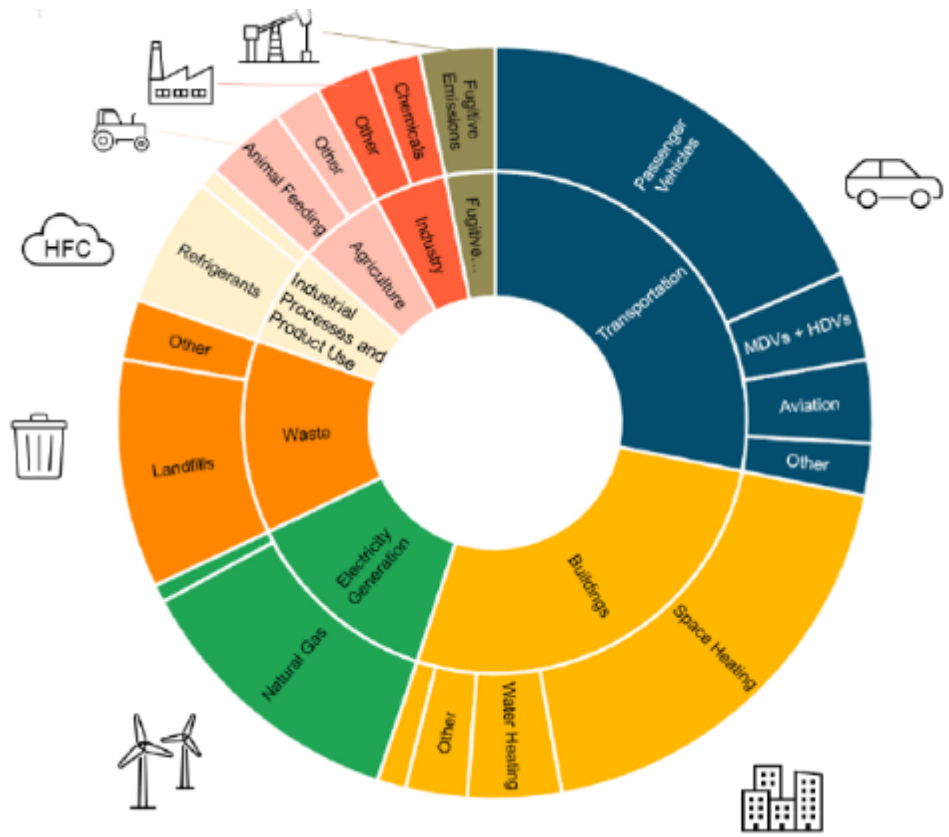 Fugitive
Emissions
Chemicals
Other
Other
Animal Feeding
Refrigerants
Other
Landfills
Natural Gas
Other
Water Heating
Space Heating
Other
Aviation
MDVs + HDVs
Passenger
Vehicles
Transportation
Buildings
Electricity
Generation
Waste
Industrial
Processes and
Product Use
Agriculture
Industry
Fugitive...
HFC